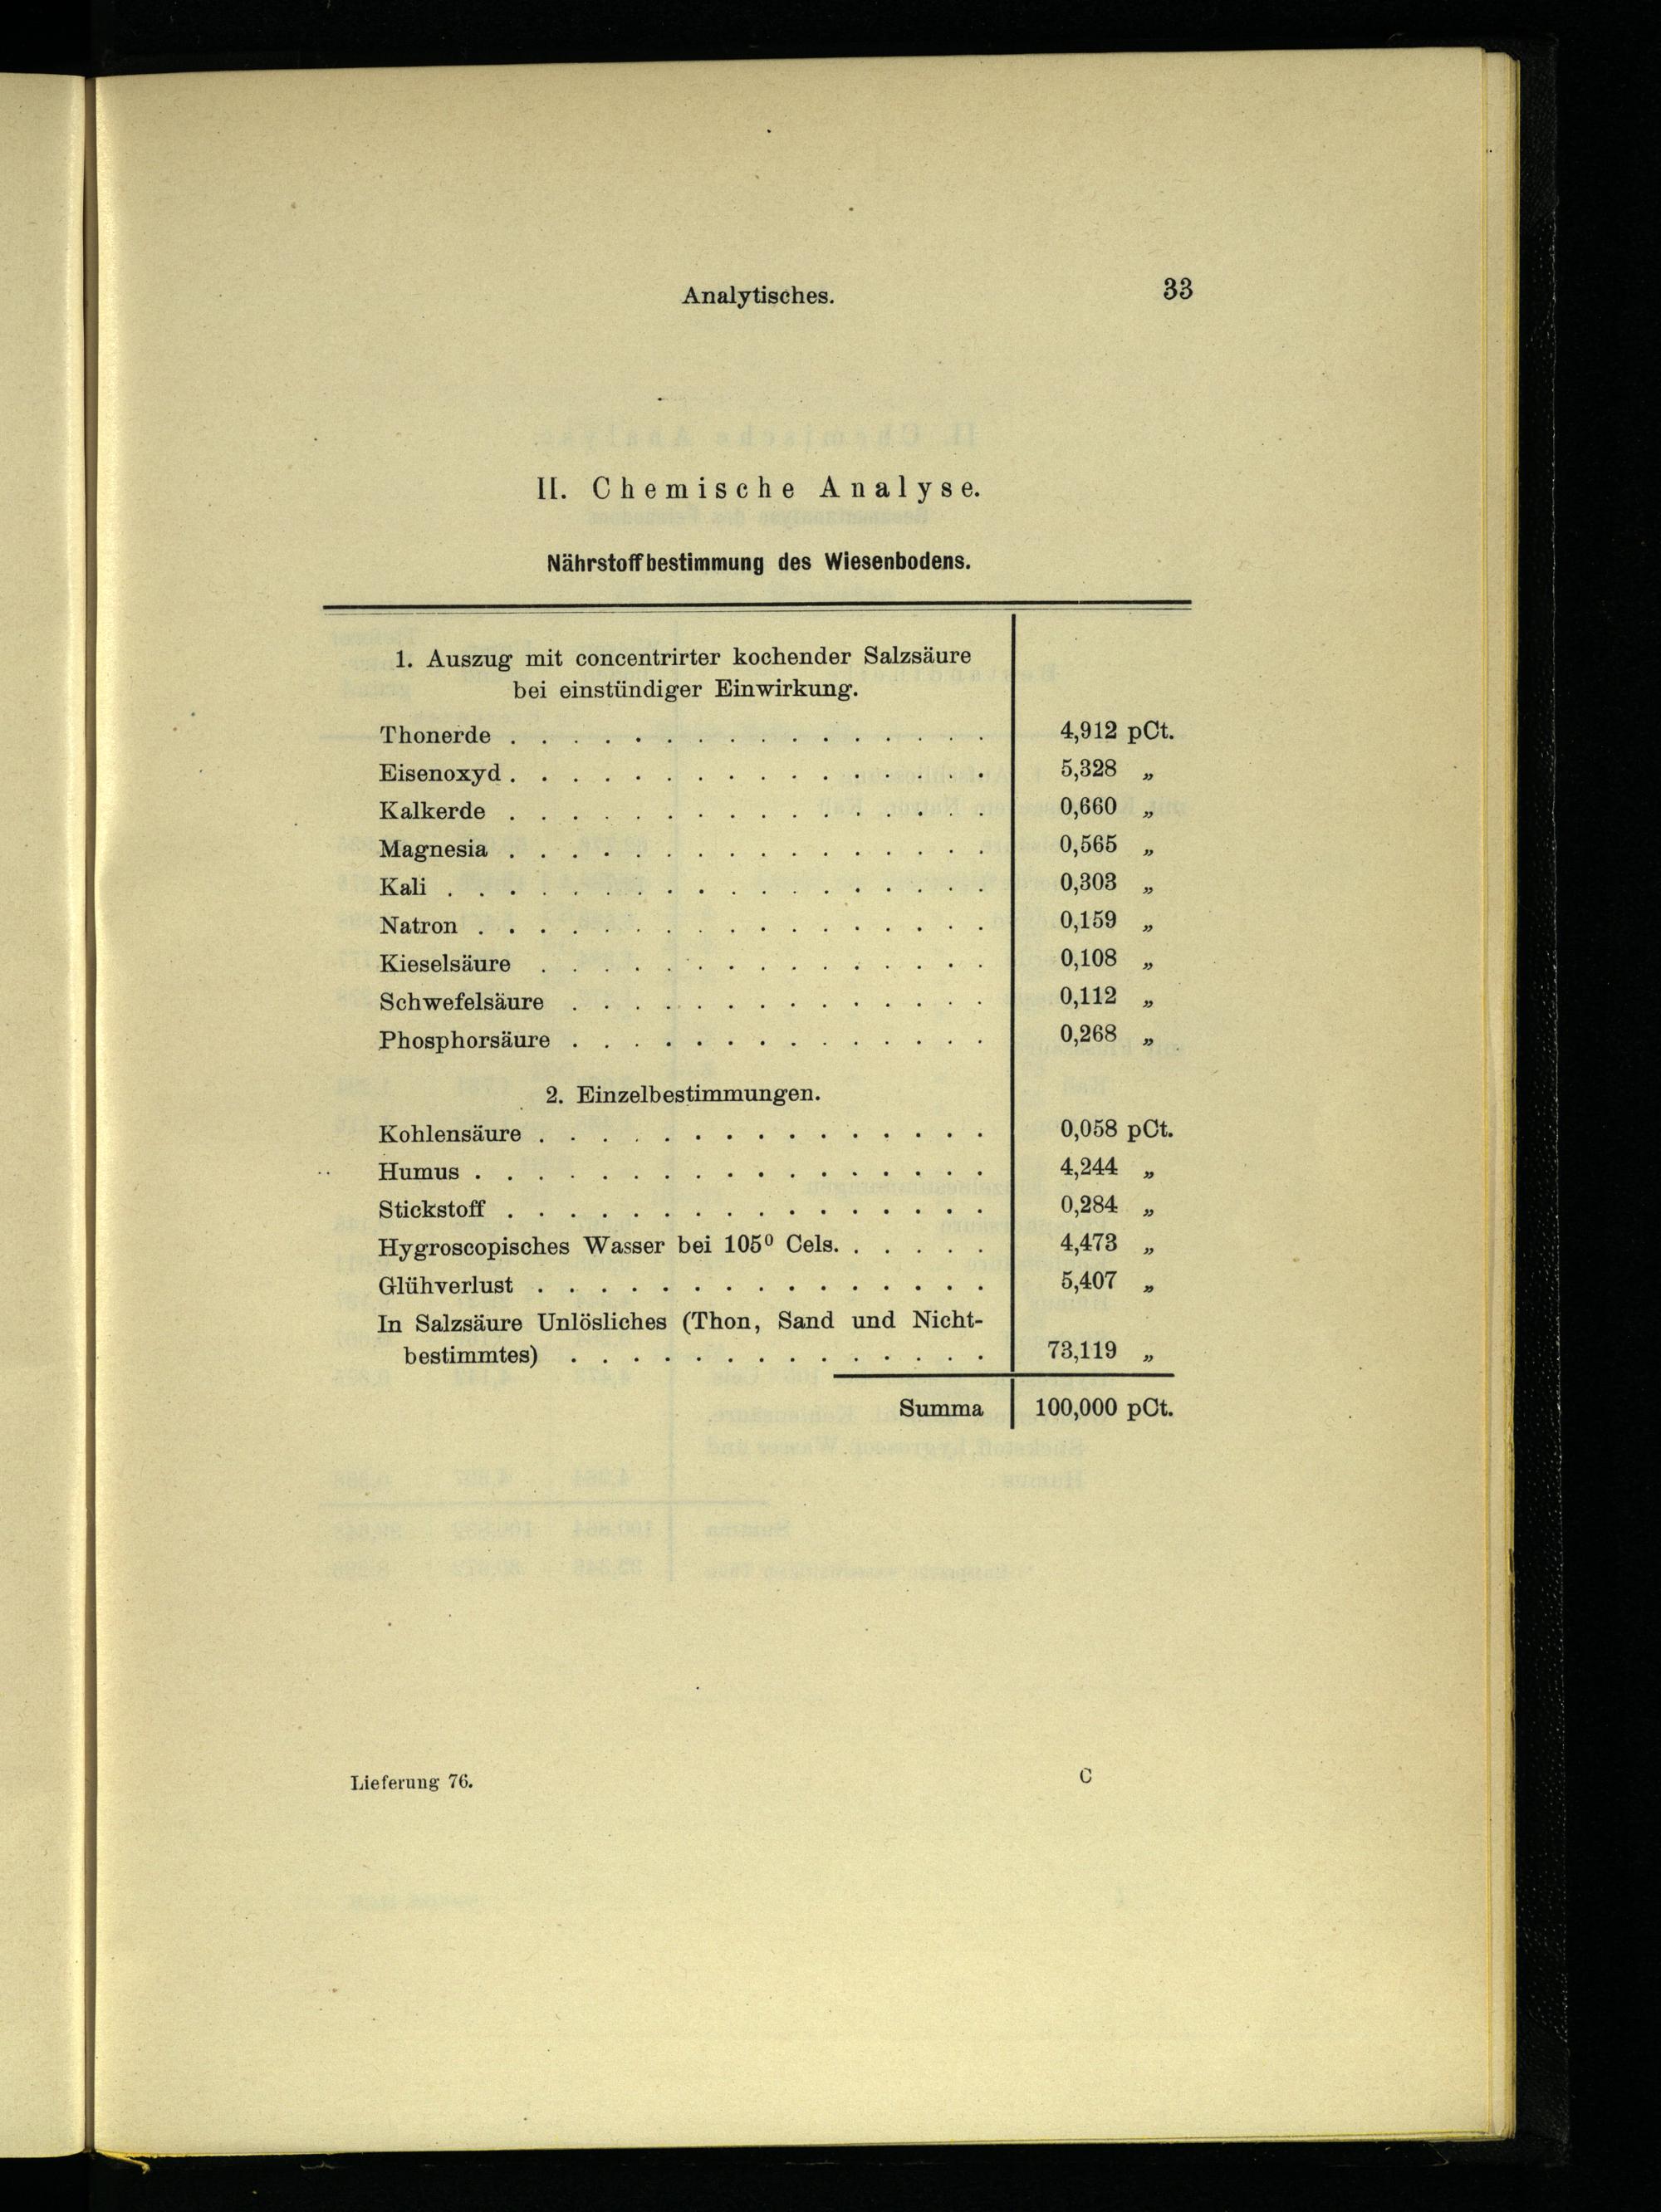 Analytisches. 33
II. Chemische Analyse.
Nährstoffbestimmung des Wiesenbodens.
1. Auszug mit concentrirter kochender Salzsäure
bei einstündiger Einwirkung.
Thonerde . . . . . . . . . . . . . . . . 4,912 pCt.
Eisenoxyd . . . . . . . . . . . . . . . . 5,328 „
Kalkerde . . . . . . . . . . . . . . . . 0,660 „
Magnesia . . . . . . . . . . . . . . . . 0,565 „
Kali . . . . . . . . . . . . . . . . . . 0,303 „
Natron . . . . . . . . . . . . . . . . . 0,159 „
Kieselsäure . . . . . . . . . . . . . . . 0,108 „
Schwefelsäure . . . . . . . . . . . . . . 0,112 „
Phosphorsäure . . . . . . . . . . . . . . 0,268 „
2. Einzelbestimmungen.
Kohlensäure . . . . . . . . . . . . . . . 0,058 pCt.
Humus . . . . . . . . . . . . . . . . . 4,244 „
Stickstoff . . . . . . . . . . . . . . . . 0,284 „
Hygroscopisches Wasser bei 105⁰ Cels. . . . . . 4,473 „
Glühverlust . . . . . . . . . . . . . . . 5,407 „
In Salzsäure Unlösliches (Thon, Sand und Nicht-
bestimmtes) . . . . . . . . . . . . . . 73,119 „
Summa 100,000 pCt.
Lieferung 76. C